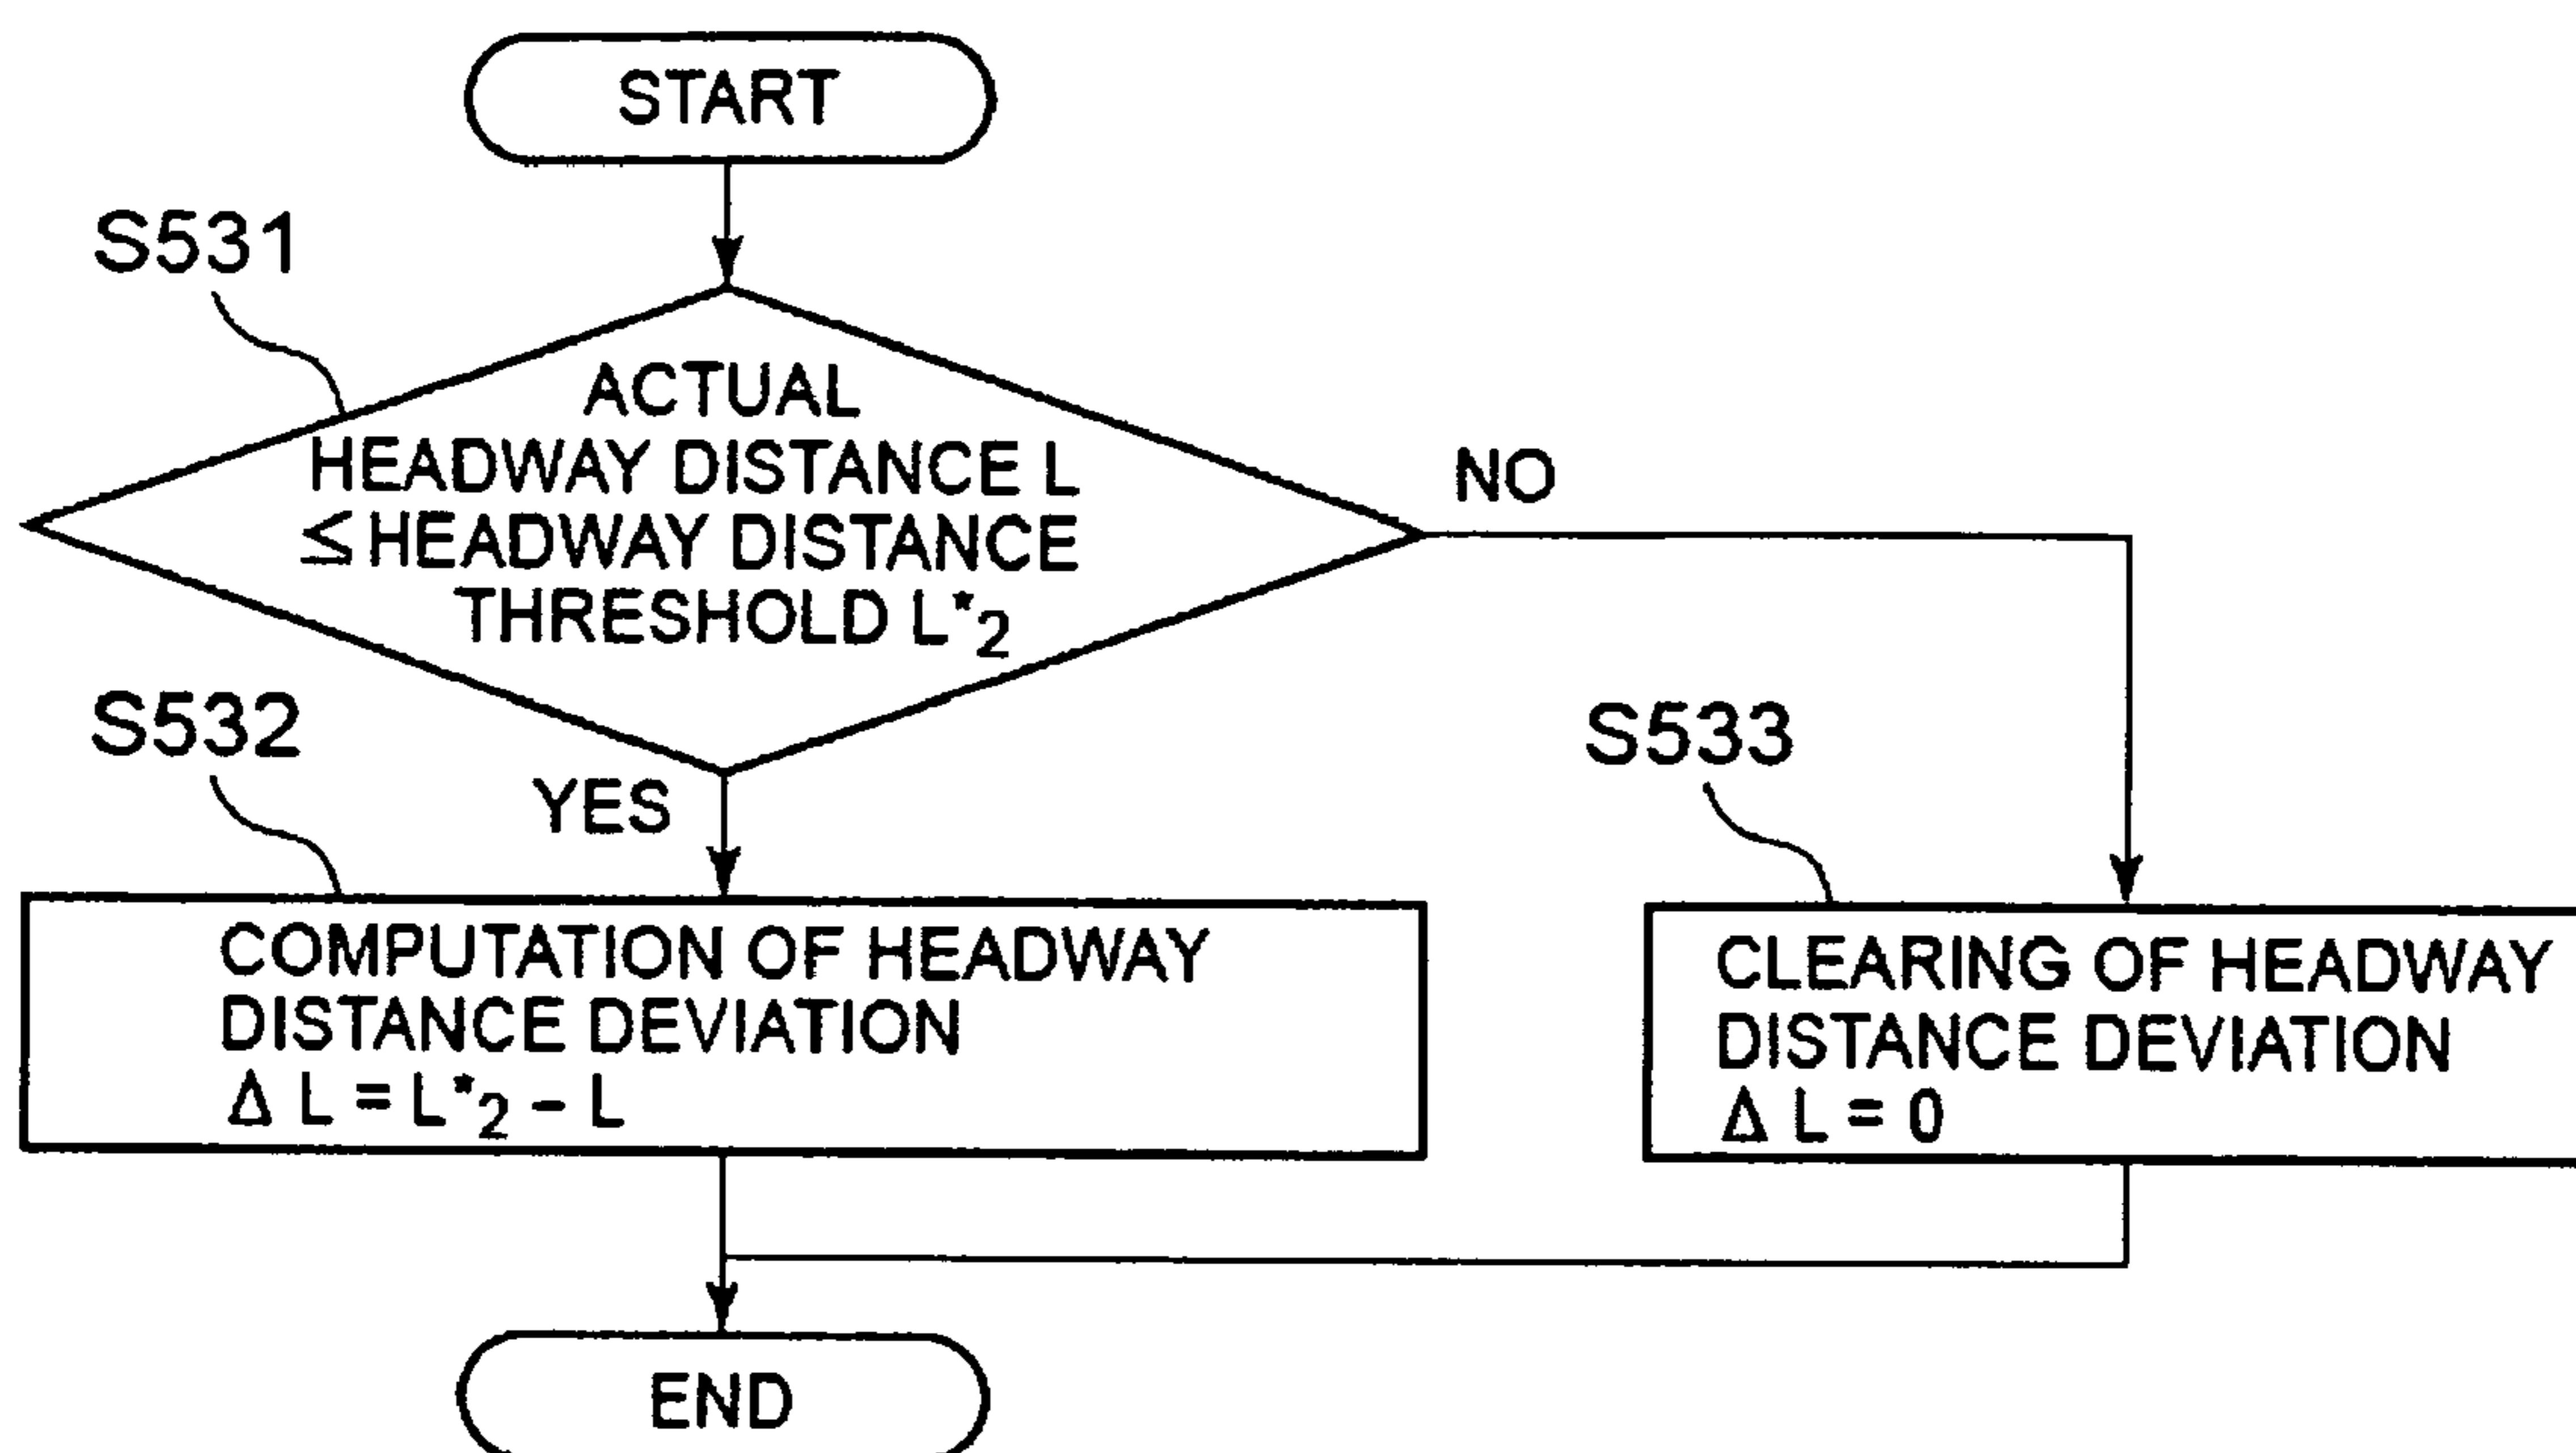 START
S531
ACTUAL
HEADWAY DISTANCE L
≤ HEADWAY DISTANCE
THRESHOLD L*2
NO
YES
S532
COMPUTATION OF HEADWAY
DISTANCE DEVIATION
Δ L = L*2 – L
S533
CLEARING OF HEADWAY
DISTANCE DEVIATION
Δ L = 0
END